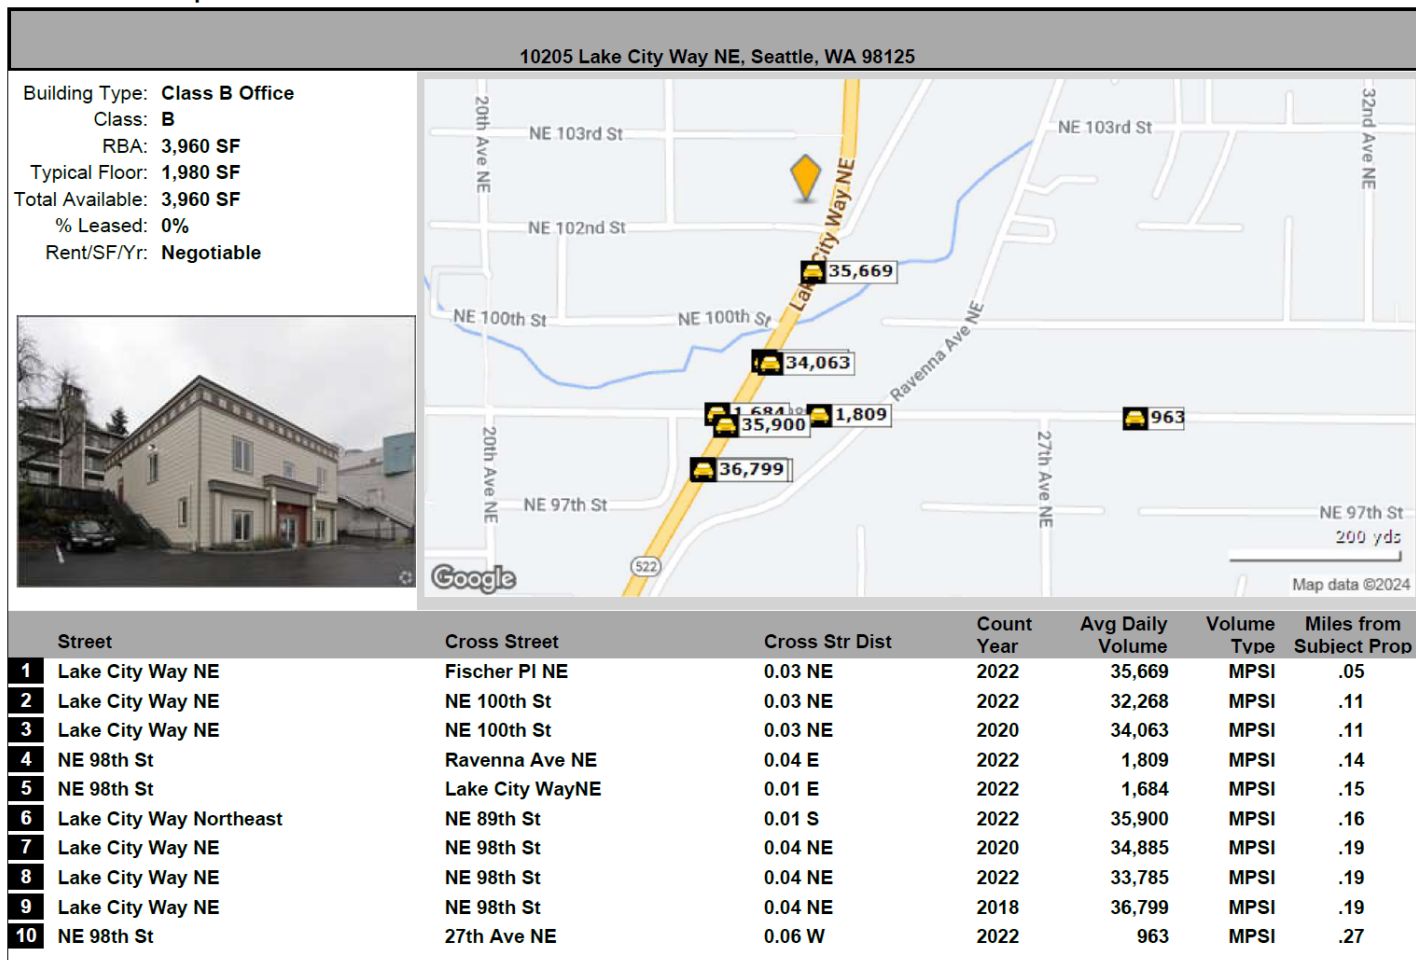 10205 Lake City Way NE, Seattle, WA 98125
Building Type: Class B Office
Class: B
RBA: 3,960 SF
Typical Floor: 1,980 SF
Total Available: 3,960 SF
% Leased: 0%
Rent/SF/Yr: Negotiable
20th Ave NE
NE 103rd St
NE 103rd St
32nd Ave NE
Lake City Way NE
NE 102nd St
35,669
NE 100th St
NE 100th St
Ravenna Ave NE
34,063
1,684
1,809
963
35,900
20th Ave NE
27th Ave NE
36,799
NE 97th St
NE 97th St
200 yds
522
Google
Map data ©2024
Street Cross Street Cross Str Dist Count Year Avg Daily Volume Volume Type Miles from Subject Prop
1 Lake City Way NE Fischer Pl NE 0.03 NE 2022 35,669 MPSI .05
2 Lake City Way NE NE 100th St 0.03 NE 2022 32,268 MPSI .11
3 Lake City Way NE NE 100th St 0.03 NE 2020 34,063 MPSI .11
4 NE 98th St Ravenna Ave NE 0.04 E 2022 1,809 MPSI .14
5 NE 98th St Lake City WayNE 0.01 E 2022 1,684 MPSI .15
6 Lake City Way Northeast NE 89th St 0.01 S 2022 35,900 MPSI .16
7 Lake City Way NE NE 98th St 0.04 NE 2020 34,885 MPSI .19
8 Lake City Way NE NE 98th St 0.04 NE 2022 33,785 MPSI .19
9 Lake City Way NE NE 98th St 0.04 NE 2018 36,799 MPSI .19
10 NE 98th St 27th Ave NE 0.06 W 2022 963 MPSI .27